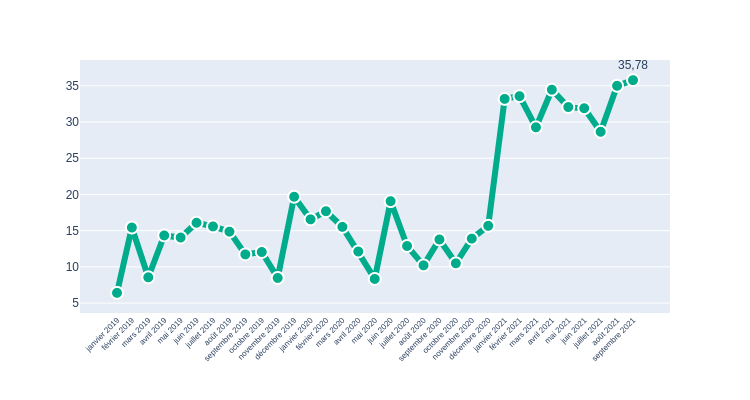 35,78
35
30
25
20
15
10
5
janvier 2019
février 2019
mars 2019
avril 2019
mai 2019
juin 2019
juillet 2019
août 2019
septembre 2019
octobre 2019
novembre 2019
décembre 2019
janvier 2020
février 2020
mars 2020
avril 2020
mai 2020
juin 2020
juillet 2020
août 2020
septembre 2020
octobre 2020
novembre 2020
décembre 2020
janvier 2021
février 2021
mars 2021
avril 2021
mai 2021
juin 2021
juillet 2021
août 2021
septembre 2021